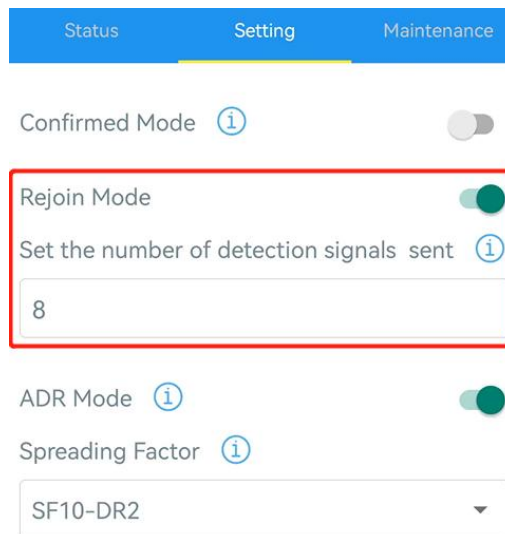 Status Setting Maintenance
Confirmed Mode i
Rejoin Mode
Set the number of detection signals sent i
8
ADR Mode i
Spreading Factor i
SF10-DR2